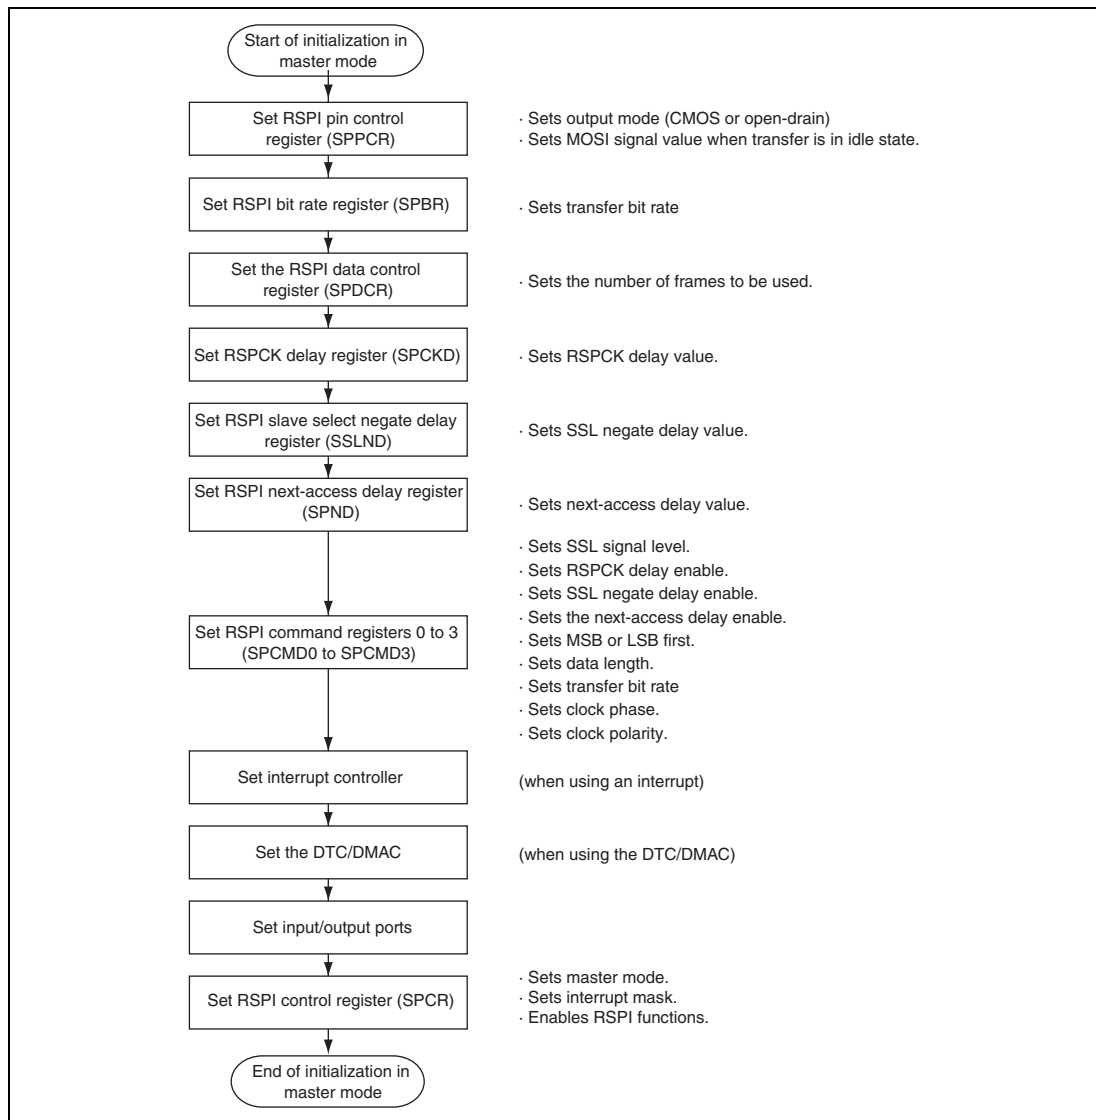 Start of initialization in
master mode
Set RSPI pin control
register (SPPCR)
· Sets output mode (CMOS or open-drain)
· Sets MOSI signal value when transfer is in idle state.
Set RSPI bit rate register (SPBR)
· Sets transfer bit rate
Set the RSPI data control
register (SPDCR)
· Sets the number of frames to be used.
Set RSPCK delay register (SPCKD)
· Sets RSPCK delay value.
Set RSPI slave select negate delay
register (SSLND)
· Sets SSL negate delay value.
Set RSPI next-access delay register
(SPND)
· Sets next-access delay value.
Set RSPI command registers 0 to 3
(SPCMD0 to SPCMD3)
· Sets SSL signal level.
· Sets RSPCK delay enable.
· Sets SSL negate delay enable.
· Sets the next-access delay enable.
· Sets MSB or LSB first.
· Sets data length.
· Sets transfer bit rate
· Sets clock phase.
· Sets clock polarity.
Set interrupt controller
(when using an interrupt)
Set the DTC/DMAC
(when using the DTC/DMAC)
Set input/output ports
Set RSPI control register (SPCR)
· Sets master mode.
· Sets interrupt mask.
· Enables RSPI functions.
End of initialization in
master mode